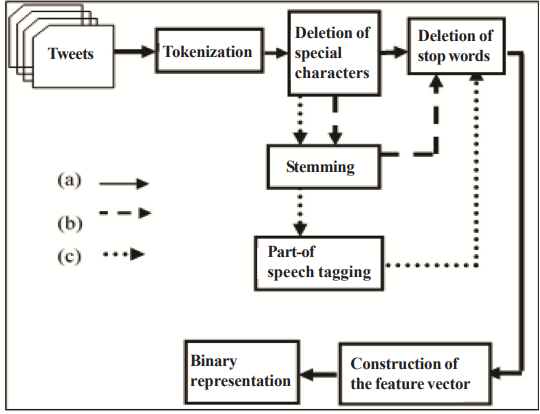 Tweets
Tokenization
Deletion of
special
characters
Deletion of
stop words
Stemming
(a)
(b)
(c)
Part-of
speech tagging
Binary
representation
Construction of
the feature vector